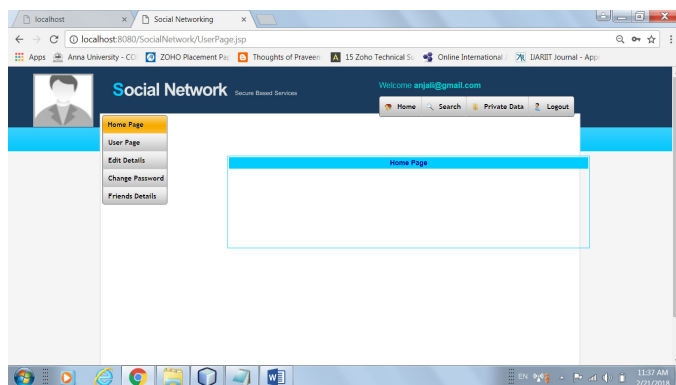 localhost
Social Networking
localhost:8080/SocialNetwork/UserPage.jsp
Apps
Anna University - CO
ZOHO Placement Pa
Thoughts of Praveen
15 Zoho Technical Su
Online International
IJARIIT Journal - App
Social Network Secure Based Services
Welcome anjali@gmail.com
Home Search Private Data Logout
Home Page
User Page
Edit Details
Change Password
Friends Details
Home Page
EN
11:37 AM
2/21/2018